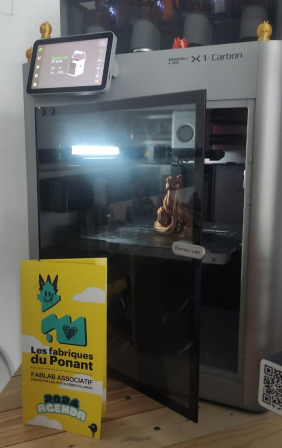 Bambu
Lab
X1-Carbon
Bambu Lab
Les fabriques
du Ponant
FABLAB ASSOCIATIF
2024
AGENDA